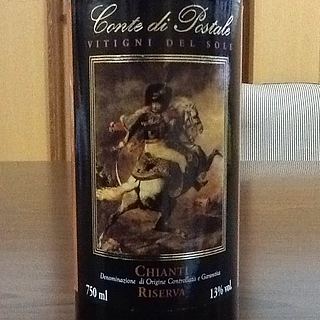 Conte di Postale
VITIGNI DEL SOLE
CHIANTI
Denominazione di Origine Controllata e Garantita
RISERVA
750 ml
13% vol.